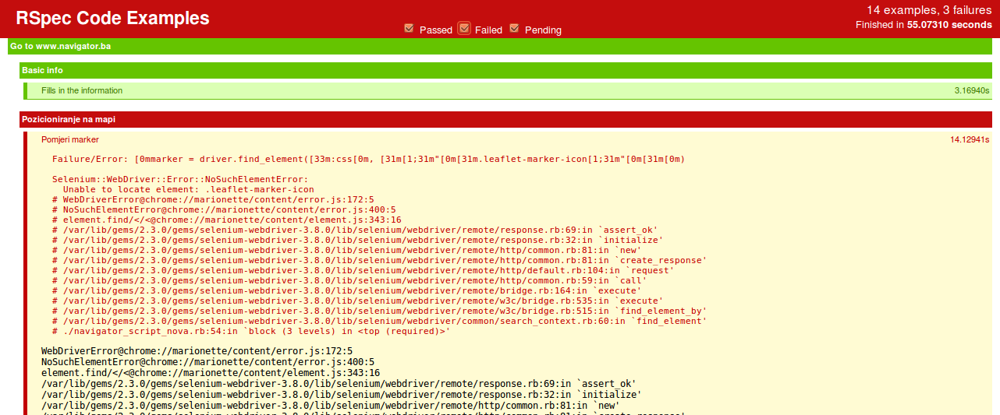 RSpec Code Examples
14 examples, 3 failures
Passed Failed Pending
Finished in 55.07310 seconds
Go to www.navigator.ba
Basic info
Fills in the information 3.16940s
Pozicioniranje na mapi
Pomjeri marker 14.12941s
Failure/Error: [0mmarker = driver.find_element([33m:css[0m, [31m[1;31m"[0m[31m.leaflet-marker-icon[1;31m"[0m[31m[0m)
Selenium::WebDriver::Error::NoSuchElementError:
Unable to locate element: .leaflet-marker-icon
# WebDriverError@chrome://marionette/content/error.js:172:5
# NoSuchElementError@chrome://marionette/content/error.js:400:5
# element.find/</<@chrome://marionette/content/element.js:343:16
# /var/lib/gems/2.3.0/gems/selenium-webdriver-3.8.0/lib/selenium/webdriver/remote/response.rb:69:in `assert_ok'
# /var/lib/gems/2.3.0/gems/selenium-webdriver-3.8.0/lib/selenium/webdriver/remote/response.rb:32:in `initialize'
# /var/lib/gems/2.3.0/gems/selenium-webdriver-3.8.0/lib/selenium/webdriver/remote/http/common.rb:81:in `new'
# /var/lib/gems/2.3.0/gems/selenium-webdriver-3.8.0/lib/selenium/webdriver/remote/http/common.rb:81:in `create_response'
# /var/lib/gems/2.3.0/gems/selenium-webdriver-3.8.0/lib/selenium/webdriver/remote/http/default.rb:104:in `request'
# /var/lib/gems/2.3.0/gems/selenium-webdriver-3.8.0/lib/selenium/webdriver/remote/http/common.rb:59:in `call'
# /var/lib/gems/2.3.0/gems/selenium-webdriver-3.8.0/lib/selenium/webdriver/remote/bridge.rb:164:in `execute'
# /var/lib/gems/2.3.0/gems/selenium-webdriver-3.8.0/lib/selenium/webdriver/remote/w3c/bridge.rb:535:in `execute'
# /var/lib/gems/2.3.0/gems/selenium-webdriver-3.8.0/lib/selenium/webdriver/remote/w3c/bridge.rb:515:in `find_element_by'
# /var/lib/gems/2.3.0/gems/selenium-webdriver-3.8.0/lib/selenium/webdriver/common/search_context.rb:60:in `find_element'
# ./navigator_script_nova.rb:54:in `block (3 levels) in <top (required)>'
WebDriverError@chrome://marionette/content/error.js:172:5
NoSuchElementError@chrome://marionette/content/error.js:400:5
element.find/</<@chrome://marionette/content/element.js:343:16
/var/lib/gems/2.3.0/gems/selenium-webdriver-3.8.0/lib/selenium/webdriver/remote/response.rb:69:in `assert_ok'
/var/lib/gems/2.3.0/gems/selenium-webdriver-3.8.0/lib/selenium/webdriver/remote/response.rb:32:in `initialize'
/var/lib/gems/2.3.0/gems/selenium-webdriver-3.8.0/lib/selenium/webdriver/remote/http/common.rb:81:in `new'